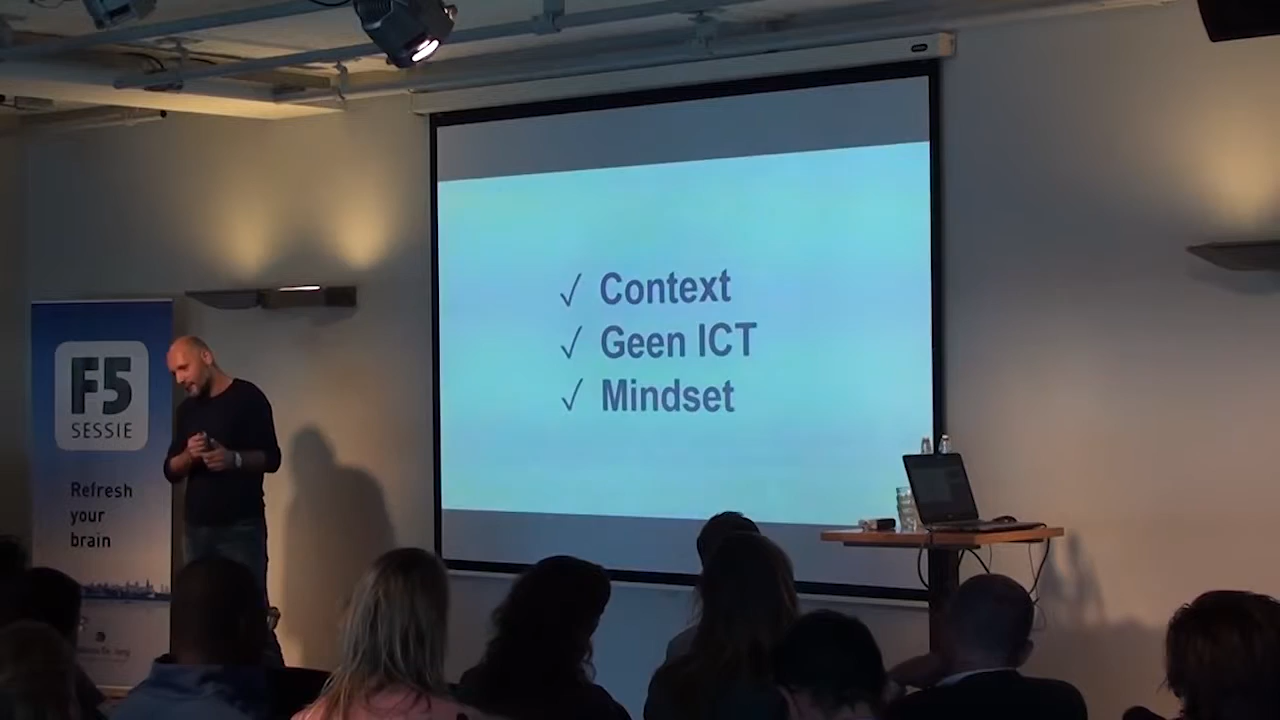 ✓ Context
✓ Geen ICT
✓ Mindset
F5
SESSIE
Refresh
your
brain